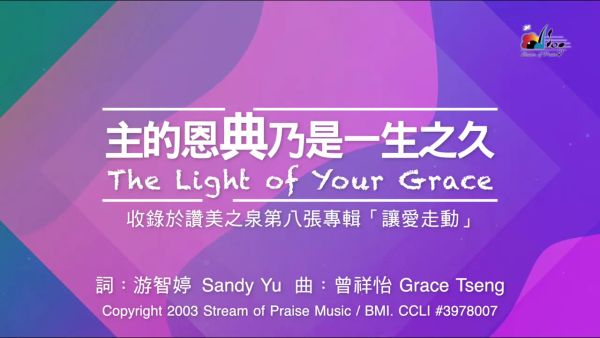 主的恩典乃是一生之久
The Light of Your Grace
收錄於讚美之泉第八張專輯「讓愛走動」
詞：游智婷 Sandy Yu 曲：曾祥怡 Grace Tseng
Copyright 2003 Stream of Praise Music / BMI. CCLI #3978007